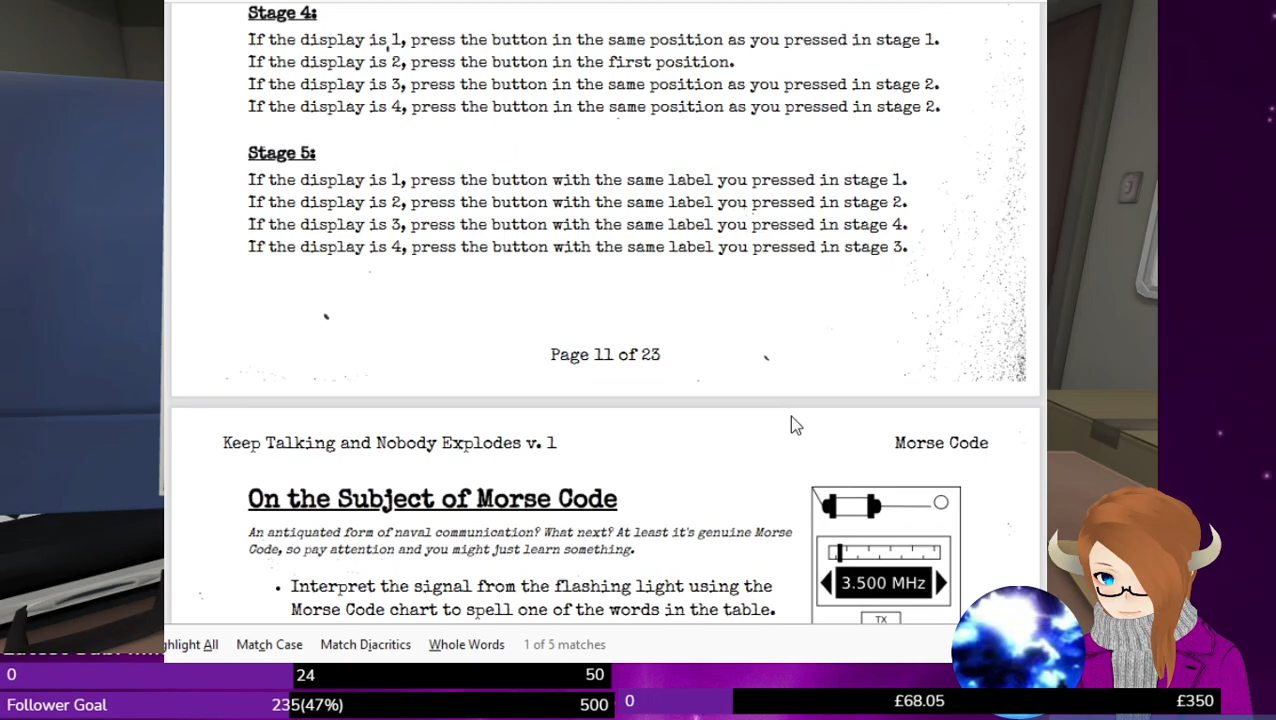 Stage 4:
If the display is 1, press the button in the same position as you pressed in stage 1.
If the display is 2, press the button in the first position.
If the display is 3, press the button in the same position as you pressed in stage 2.
If the display is 4, press the button in the same position as you pressed in stage 2.
Stage 5:
If the display is 1, press the button with the same label you pressed in stage 1.
If the display is 2, press the button with the same label you pressed in stage 2.
If the display is 3, press the button with the same label you pressed in stage 4.
If the display is 4, press the button with the same label you pressed in stage 3.
Page 11 of 23
Keep Talking and Nobody Explodes v. 1
Morse Code
On the Subject of Morse Code
An antiquated form of naval communication? What next? At least it's genuine Morse
Code, so pay attention and you might just learn something.
• Interpret the signal from the flashing light using the
Morse Code chart to spell one of the words in the table.
3.500 MHz
TX
ghlight All Match Case Match Diacritics Whole Words 1 of 5 matches
0 24 50
Follower Goal 235(47%) 500
0 £68.05 £350